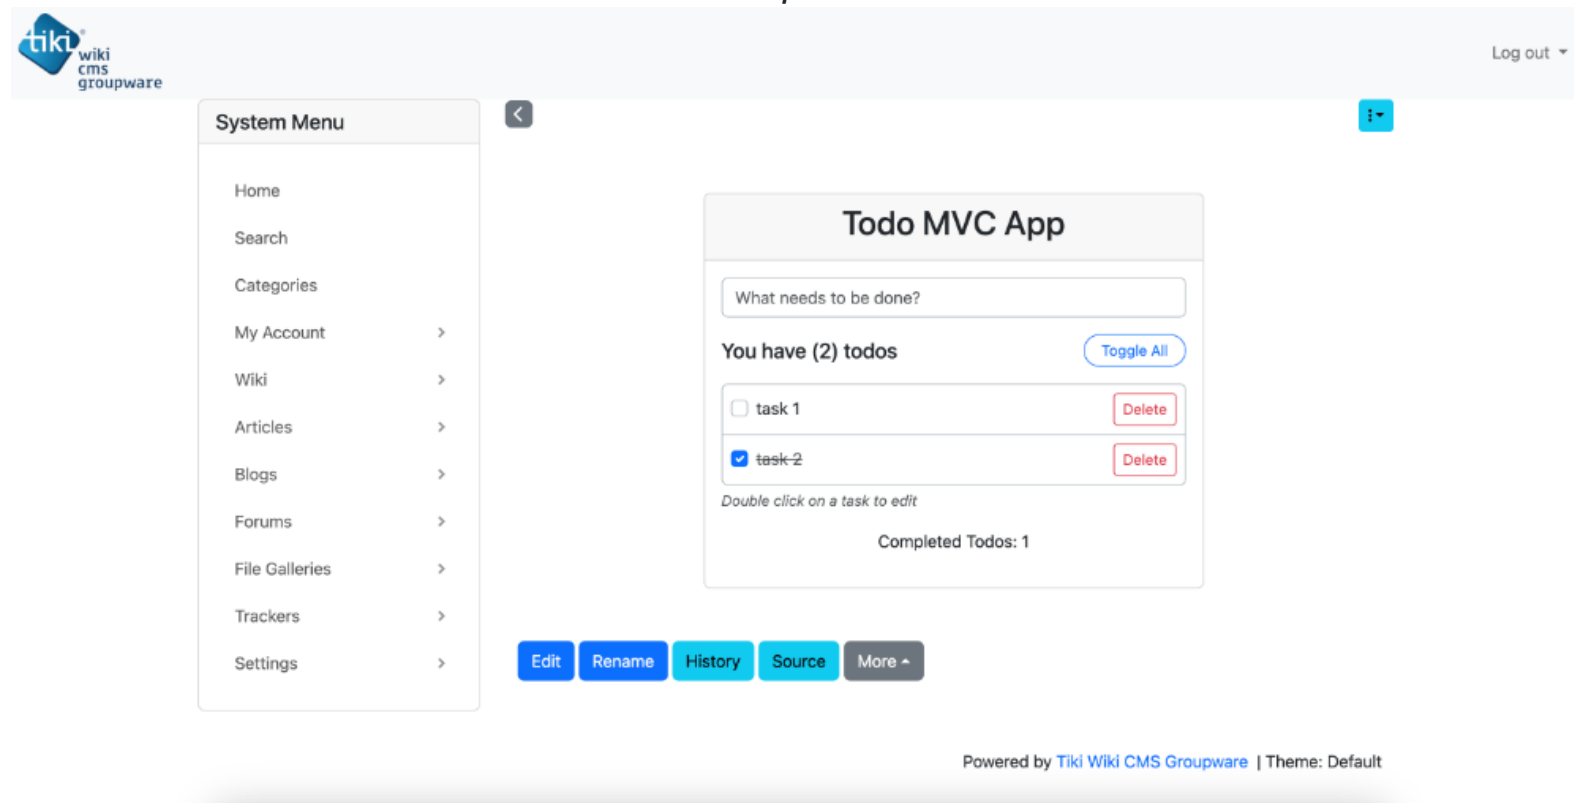 tiki
wiki
cms
groupware
Log out
System Menu
Home
Search
Categories
My Account
Wiki
Articles
Blogs
Forums
File Galleries
Trackers
Settings
Todo MVC App
What needs to be done?
You have (2) todos
Toggle All
task 1
Delete
task 2
Delete
Double click on a task to edit
Completed Todos: 1
Edit
Rename
History
Source
More
Powered by Tiki Wiki CMS Groupware | Theme: Default